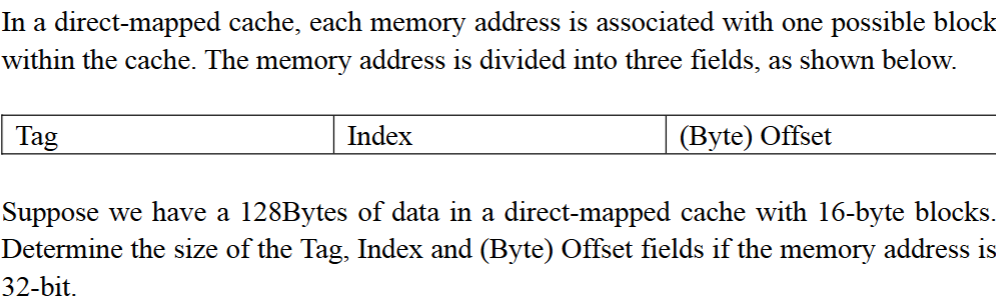 In a direct-mapped cache, each memory address is associated with one possible block
within the cache. The memory address is divided into three fields, as shown below.
Tag Index (Byte) Offset
Suppose we have a 128Bytes of data in a direct-mapped cache with 16-byte blocks.
Determine the size of the Tag, Index and (Byte) Offset fields if the memory address is
32-bit.